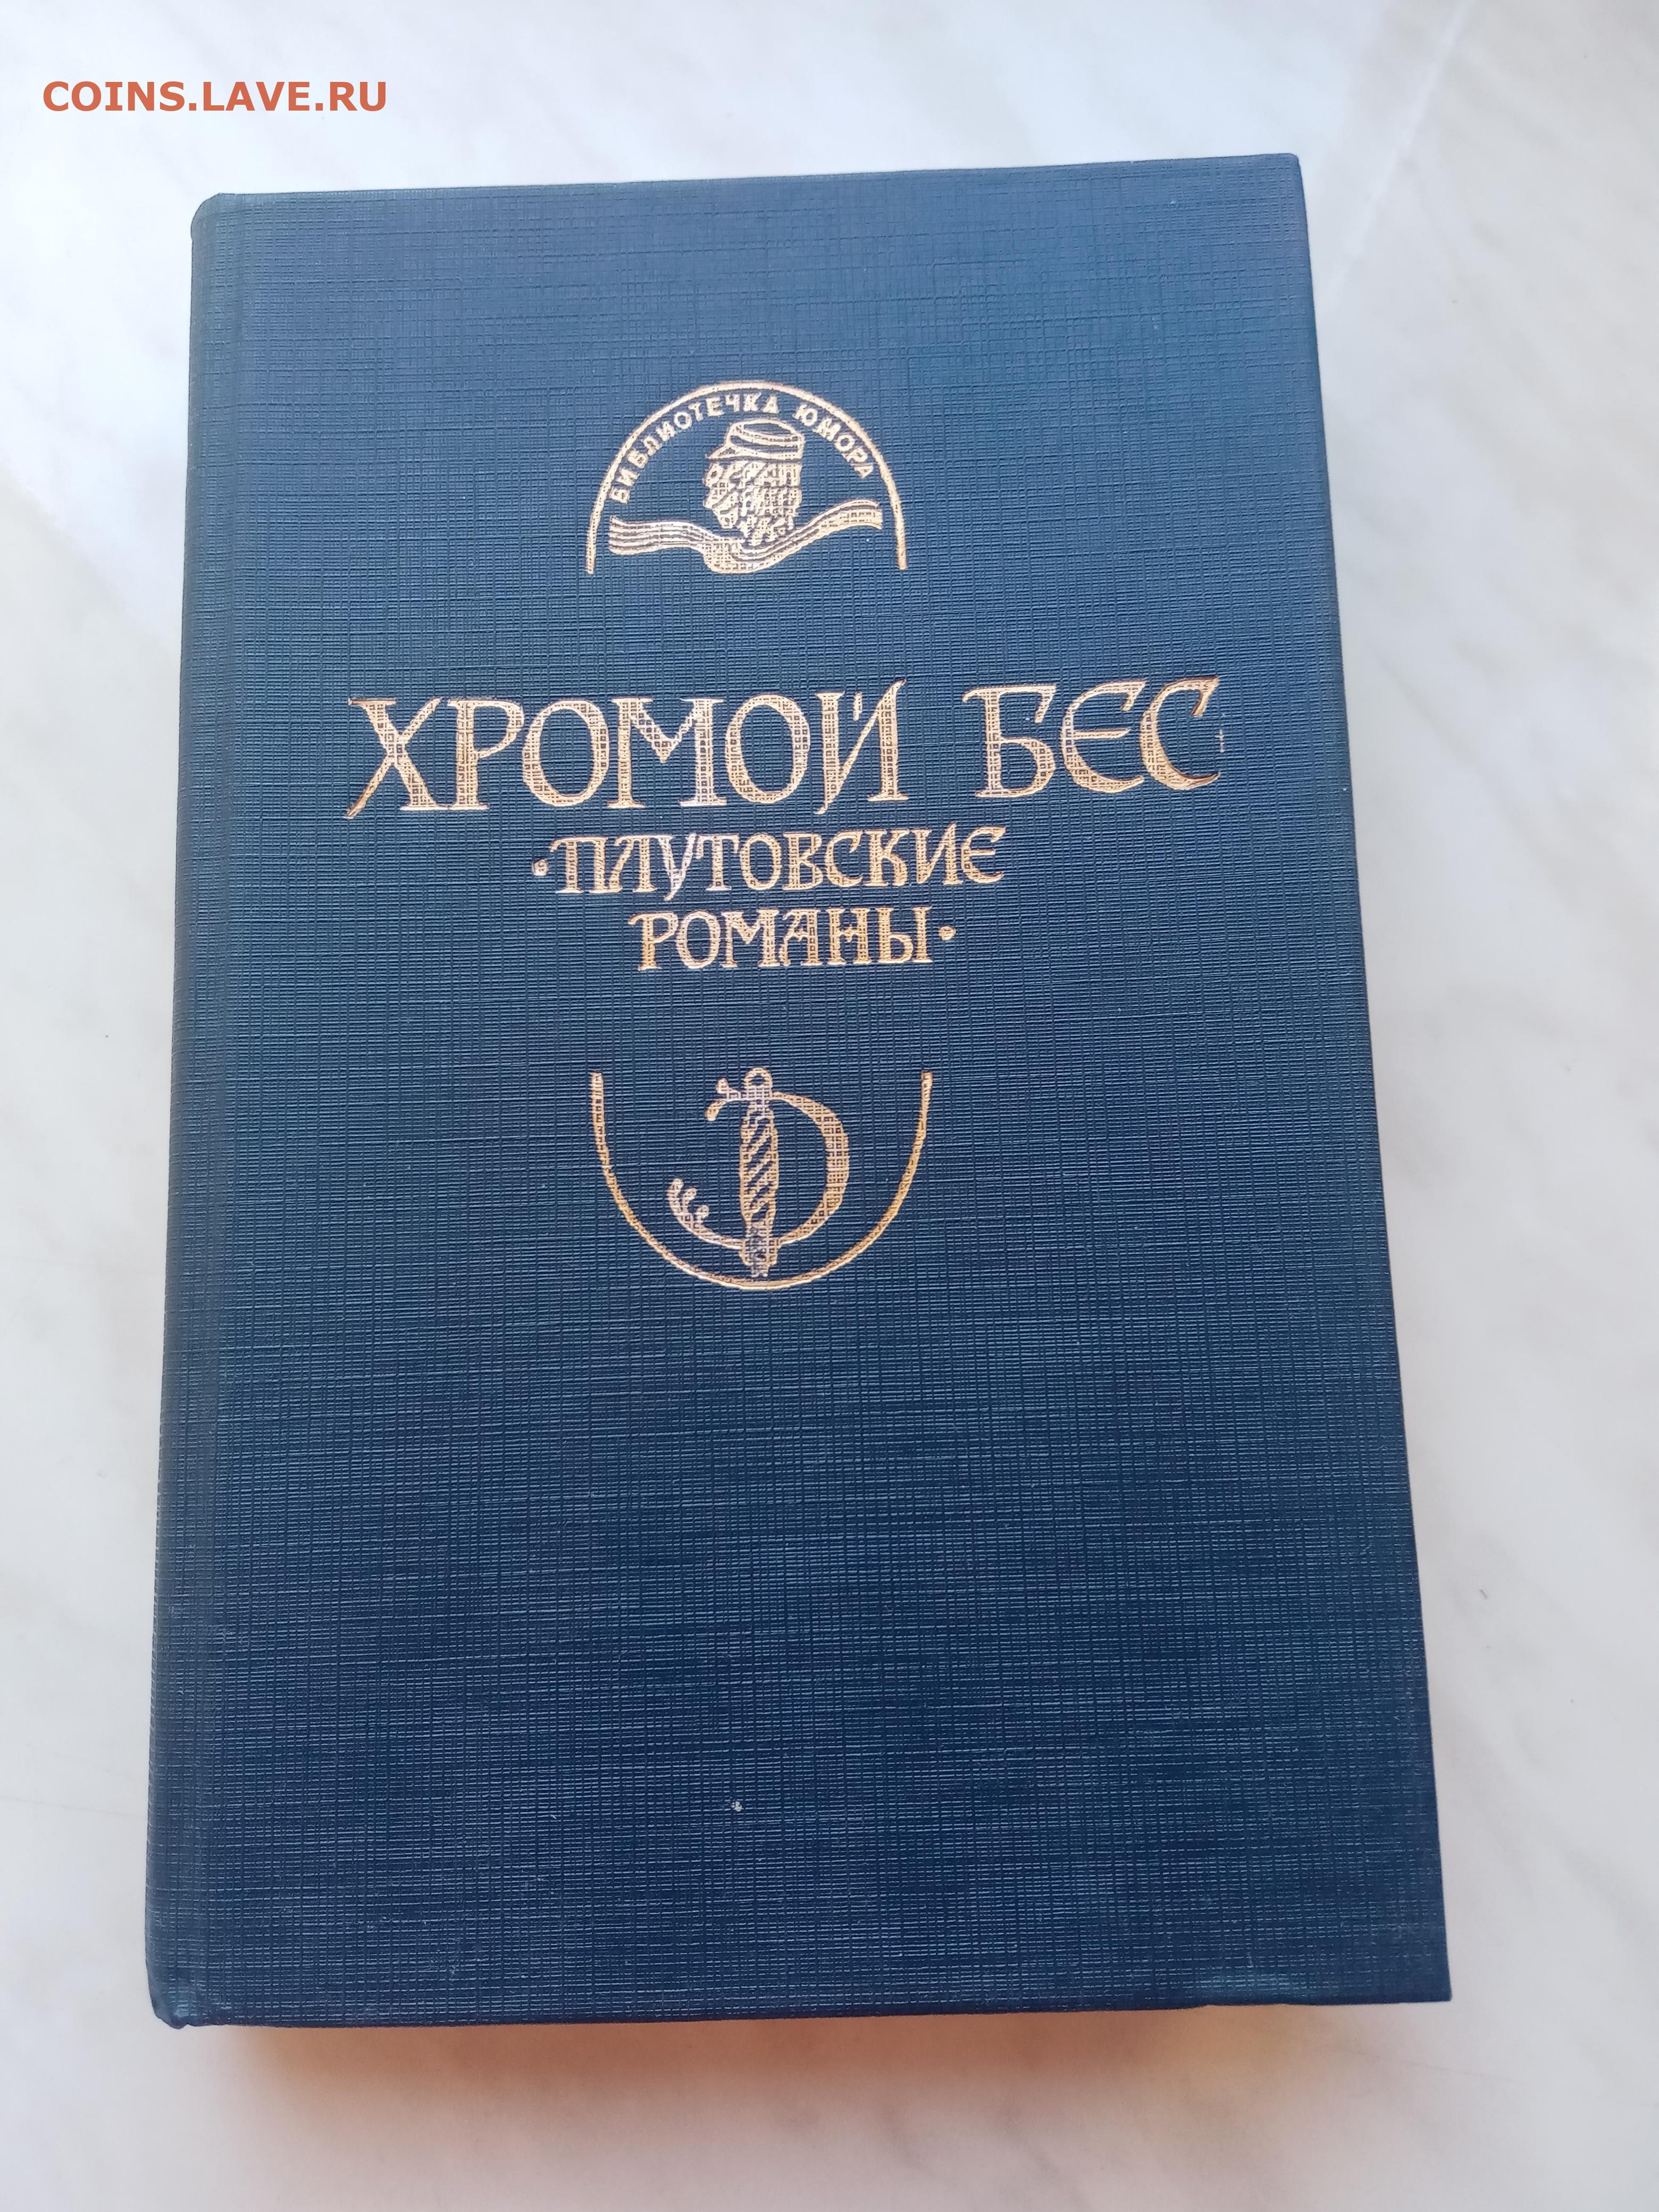 COINS.LAVE.RU
БИБЛИОТЕЧКА ЮМОРА
ХРОМОЙ БЕС
·ПЛУТОВСКИЕ
РОМАНЫ·